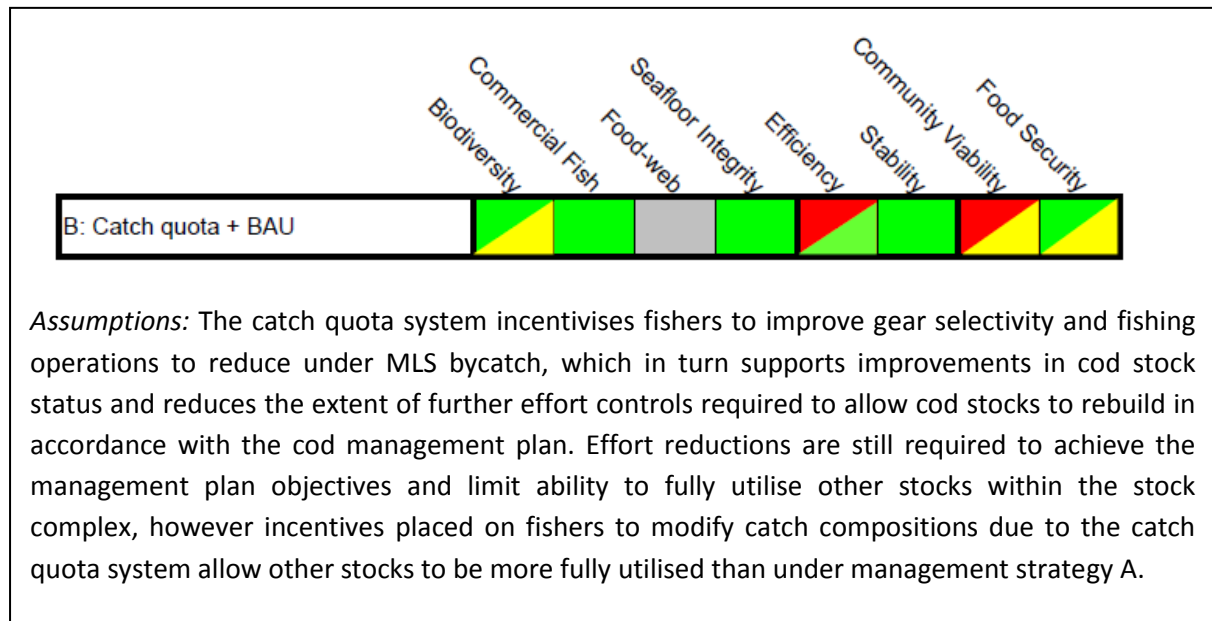 Biodiversity
Commercial Fish
Food-web
Seafloor Integrity
Efficiency
Stability
Community Viability
Food Security
B: Catch quota + BAU
Assumptions: The catch quota system incentivises fishers to improve gear selectivity and fishing
operations to reduce under MLS bycatch, which in turn supports improvements in cod stock
status and reduces the extent of further effort controls required to allow cod stocks to rebuild in
accordance with the cod management plan. Effort reductions are still required to achieve the
management plan objectives and limit ability to fully utilise other stocks within the stock
complex, however incentives placed on fishers to modify catch compositions due to the catch
quota system allow other stocks to be more fully utilised than under management strategy A.